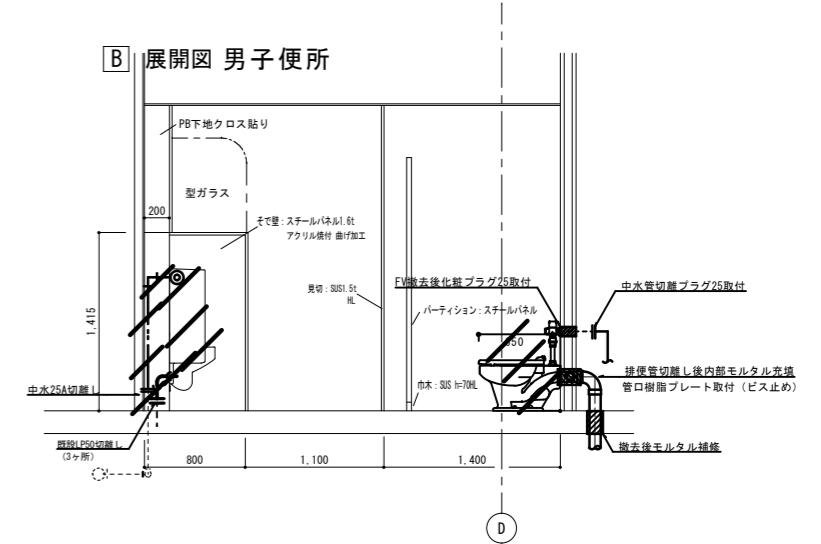 B 展開図 男子便所
PB下地クロス貼り
型ガラス
200
そで壁：スチールパネル1.6t
アクリル焼付 曲げ加工
1,415
見切：SUS1.5t
HL
FV撤去後化粧プラグ25取付
中水管切離プラグ25取付
パーティション：スチールパネル
排便管切離し後内部モルタル充填
管口樹脂プレート取付（ビス止め）
中水25A切離し
巾木：SUS h=70HL
既設LP50切離し
（3ヶ所）
撤去後モルタル補修
800
1,100
1,400
D